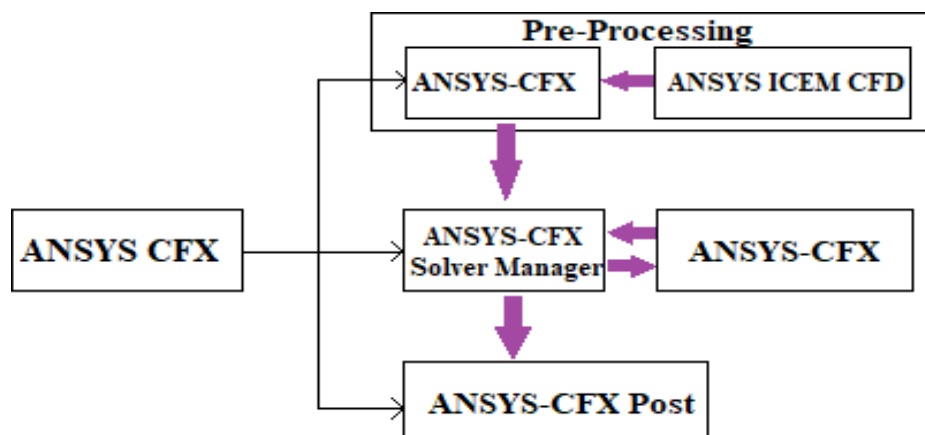 Pre-Processing
ANSYS-CFX
ANSYS ICEM CFD
ANSYS CFX
ANSYS-CFX
Solver Manager
ANSYS-CFX
ANSYS-CFX Post